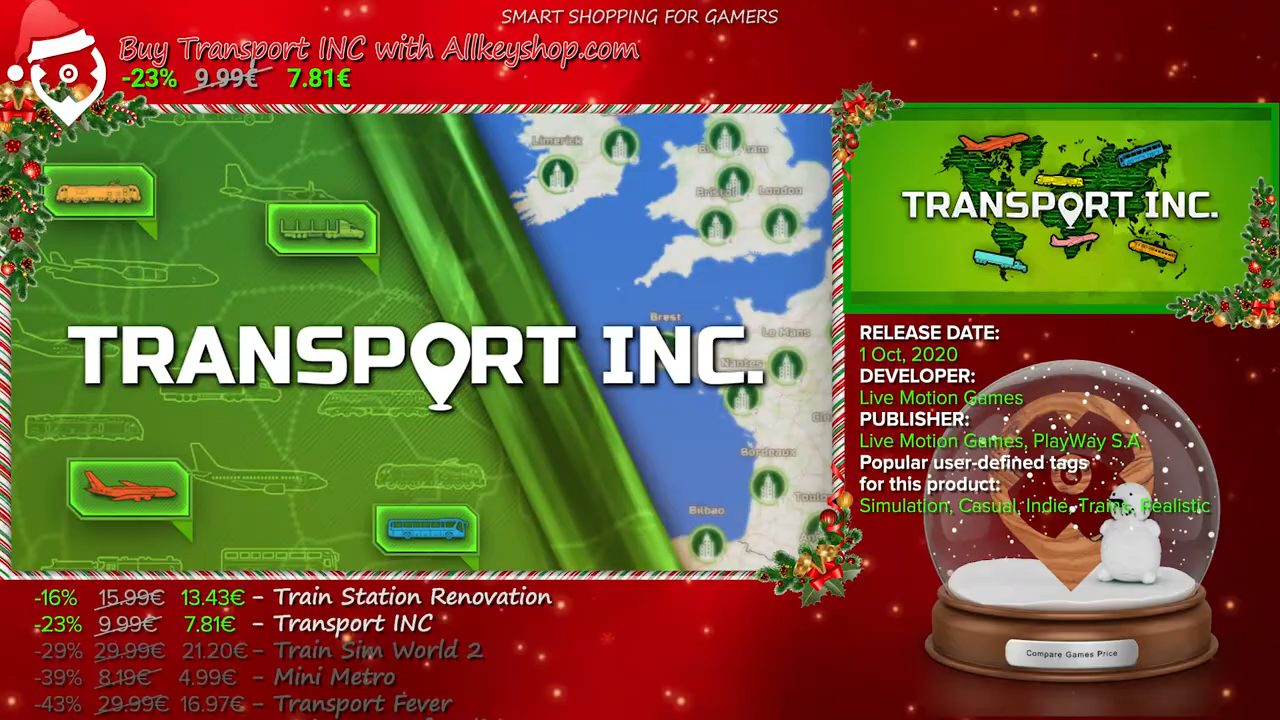 SMART SHOPPING FOR GAMERS
Buy Transport INC with Allkeyshop.com
-23% 9.99€ 7.81€
Limerick
Bristol
London
Brest
Le Mans
Nantes
Bordeaux
Bilbao
TRANSPORT INC.
TRANSPORT INC.
RELEASE DATE:
1 Oct, 2020
DEVELOPER:
Live Motion Games
PUBLISHER:
Live Motion Games, PlayWay S.A.
Popular user-defined tags
for this product:
Simulation, Casual, Indie, Trains, Realistic
Compare Games Price
-16% 15.99€ 13.43€ – Train Station Renovation
-23% 9.99€ 7.81€ – Transport INC
-29% 29.99€ 21.20€ – Train Sim World 2
-39% 8.19€ 4.99€ – Mini Metro
-43% 29.99€ 16.97€ – Transport Fever